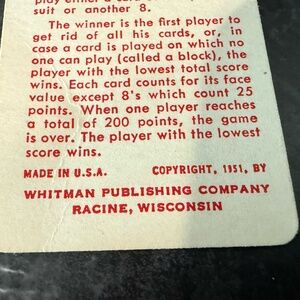 play either a card
suit or another 8.
The winner is the first player to
get rid of all his cards, or, in
case a card is played on which no
one can play (called a block), the
player with the lowest total score
wins. Each card counts for its face
value except 8's which count 25
points. When one player reaches
a total of 200 points, the game
is over. The player with the lowest
score wins.
MADE IN U.S.A. COPYRIGHT, 1951, BY
WHITMAN PUBLISHING COMPANY
RACINE, WISCONSIN